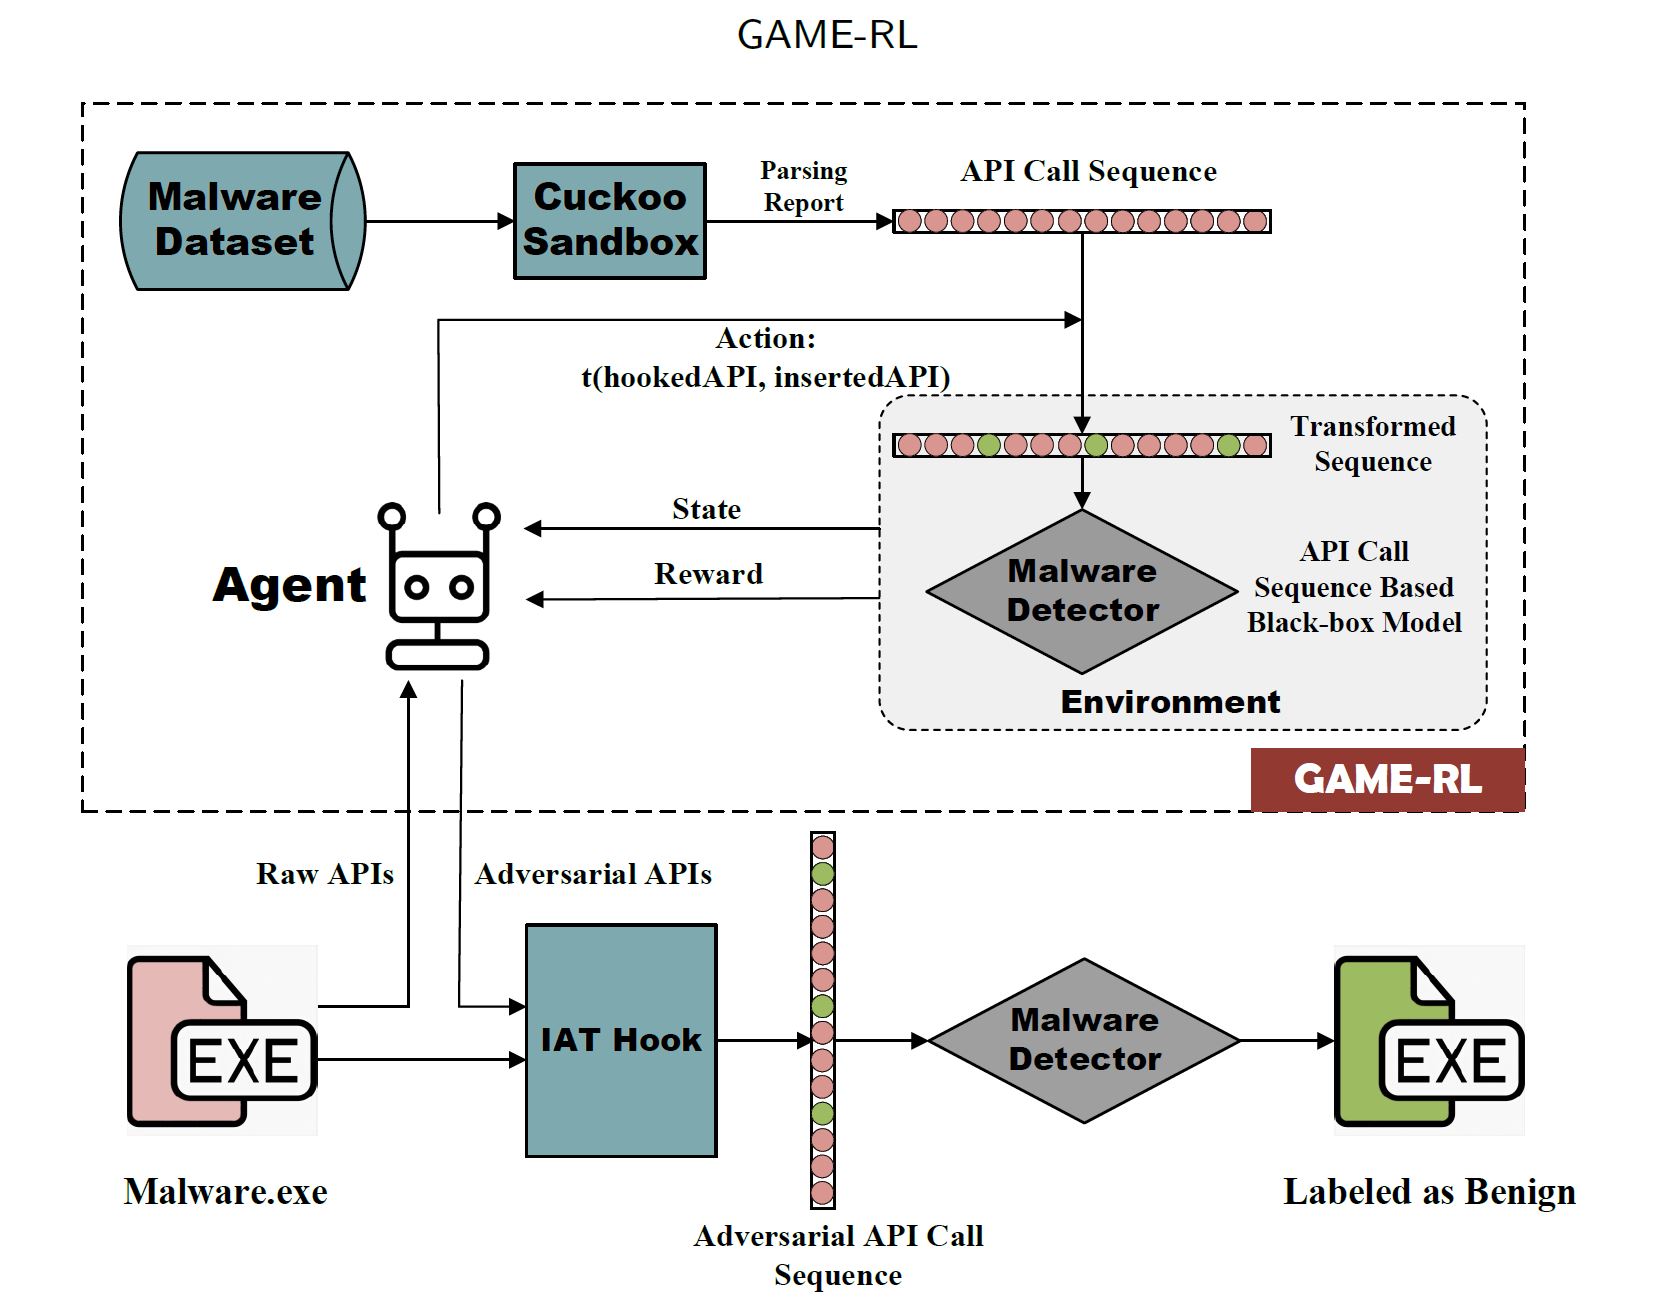 GAME-RL
Malware
Dataset
Cuckoo
Sandbox
Parsing
Report
API Call Sequence
Action:
t(hookedAPI, insertedAPI)
Transformed
Sequence
State
Reward
Agent
Malware
Detector
API Call
Sequence Based
Black-box Model
Environment
GAME-RL
Raw APIs
Adversarial APIs
EXE
Malware.exe
IAT Hook
Adversarial API Call
Sequence
Malware
Detector
EXE
Labeled as Benign